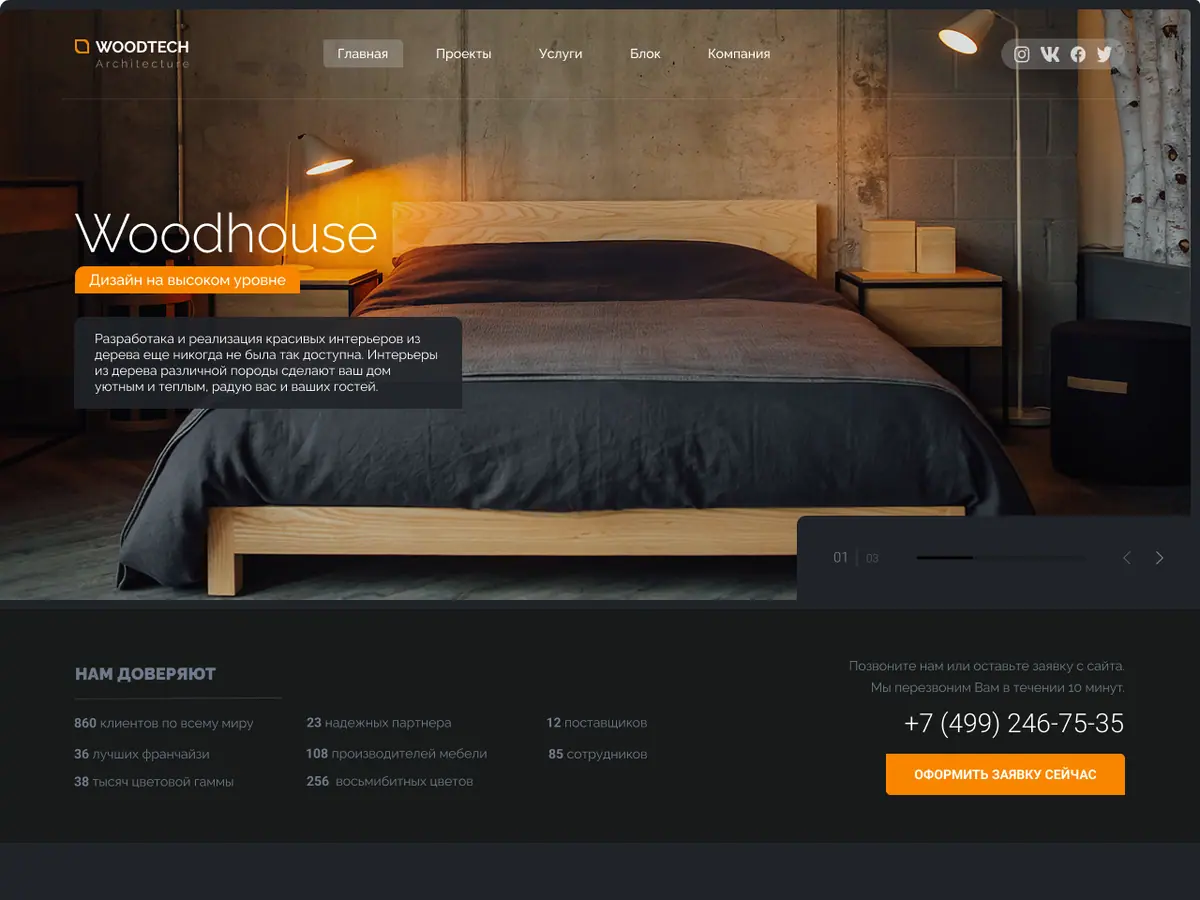 WOODTECH
Architecture
Главная
Проекты
Услуги
Блок
Компания
Woodhouse
Дизайн на высоком уровне
Разработака и реализация красивых интерьеров из
дерева еще никогда не была так доступна. Интерьеры
из дерева различной породы сделают ваш дом
уютным и теплым, радую вас и ваших гостей.
01 | 03
НАМ ДОВЕРЯЮТ
860 клиентов по всему миру
36 лучших франчайзи
38 тысяч цветовой гаммы
23 надежных партнера
108 производителей мебели
256 восьмибитных цветов
12 поставщиков
85 сотрудников
Позвоните нам или оставьте заявку с сайта.
Мы перезвоним Вам в течении 10 минут.
+7 (499) 246-75-35
ОФОРМИТЬ ЗАЯВКУ СЕЙЧАС